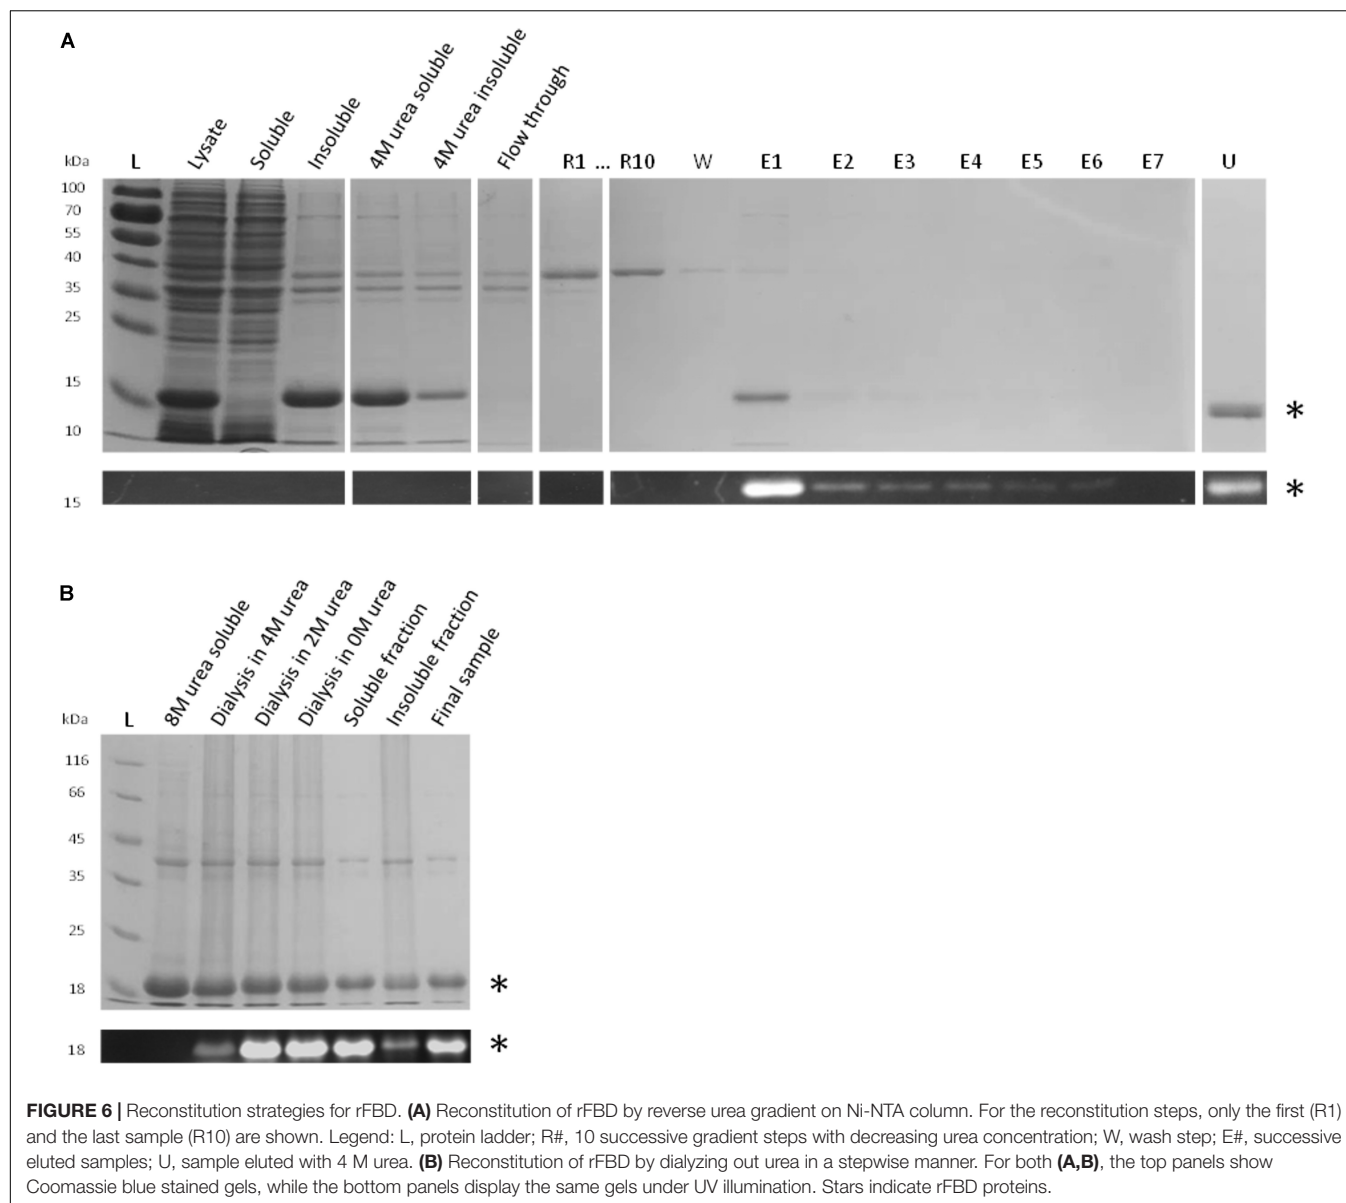 A
Lysate
Soluble
Insoluble
4M urea soluble
4M urea insoluble
Flow through
kDa L R1 ... R10 W E1 E2 E3 E4 E5 E6 E7 U
100
70
55
40
35
25
15
10
*
15
*
B
8M urea soluble
Dialysis in 4M urea
Dialysis in 2M urea
Dialysis in 0M urea
Soluble fraction
Insoluble fraction
Final sample
kDa L
116
66
45
35
25
18
*
18
*
FIGURE 6 | Reconstitution strategies for rFBD. (A) Reconstitution of rFBD by reverse urea gradient on Ni-NTA column. For the reconstitution steps, only the first (R1)
and the last sample (R10) are shown. Legend: L, protein ladder; R#, 10 successive gradient steps with decreasing urea concentration; W, wash step; E#, successive
eluted samples; U, sample eluted with 4 M urea. (B) Reconstitution of rFBD by dialyzing out urea in a stepwise manner. For both (A,B), the top panels show
Coomassie blue stained gels, while the bottom panels display the same gels under UV illumination. Stars indicate rFBD proteins.